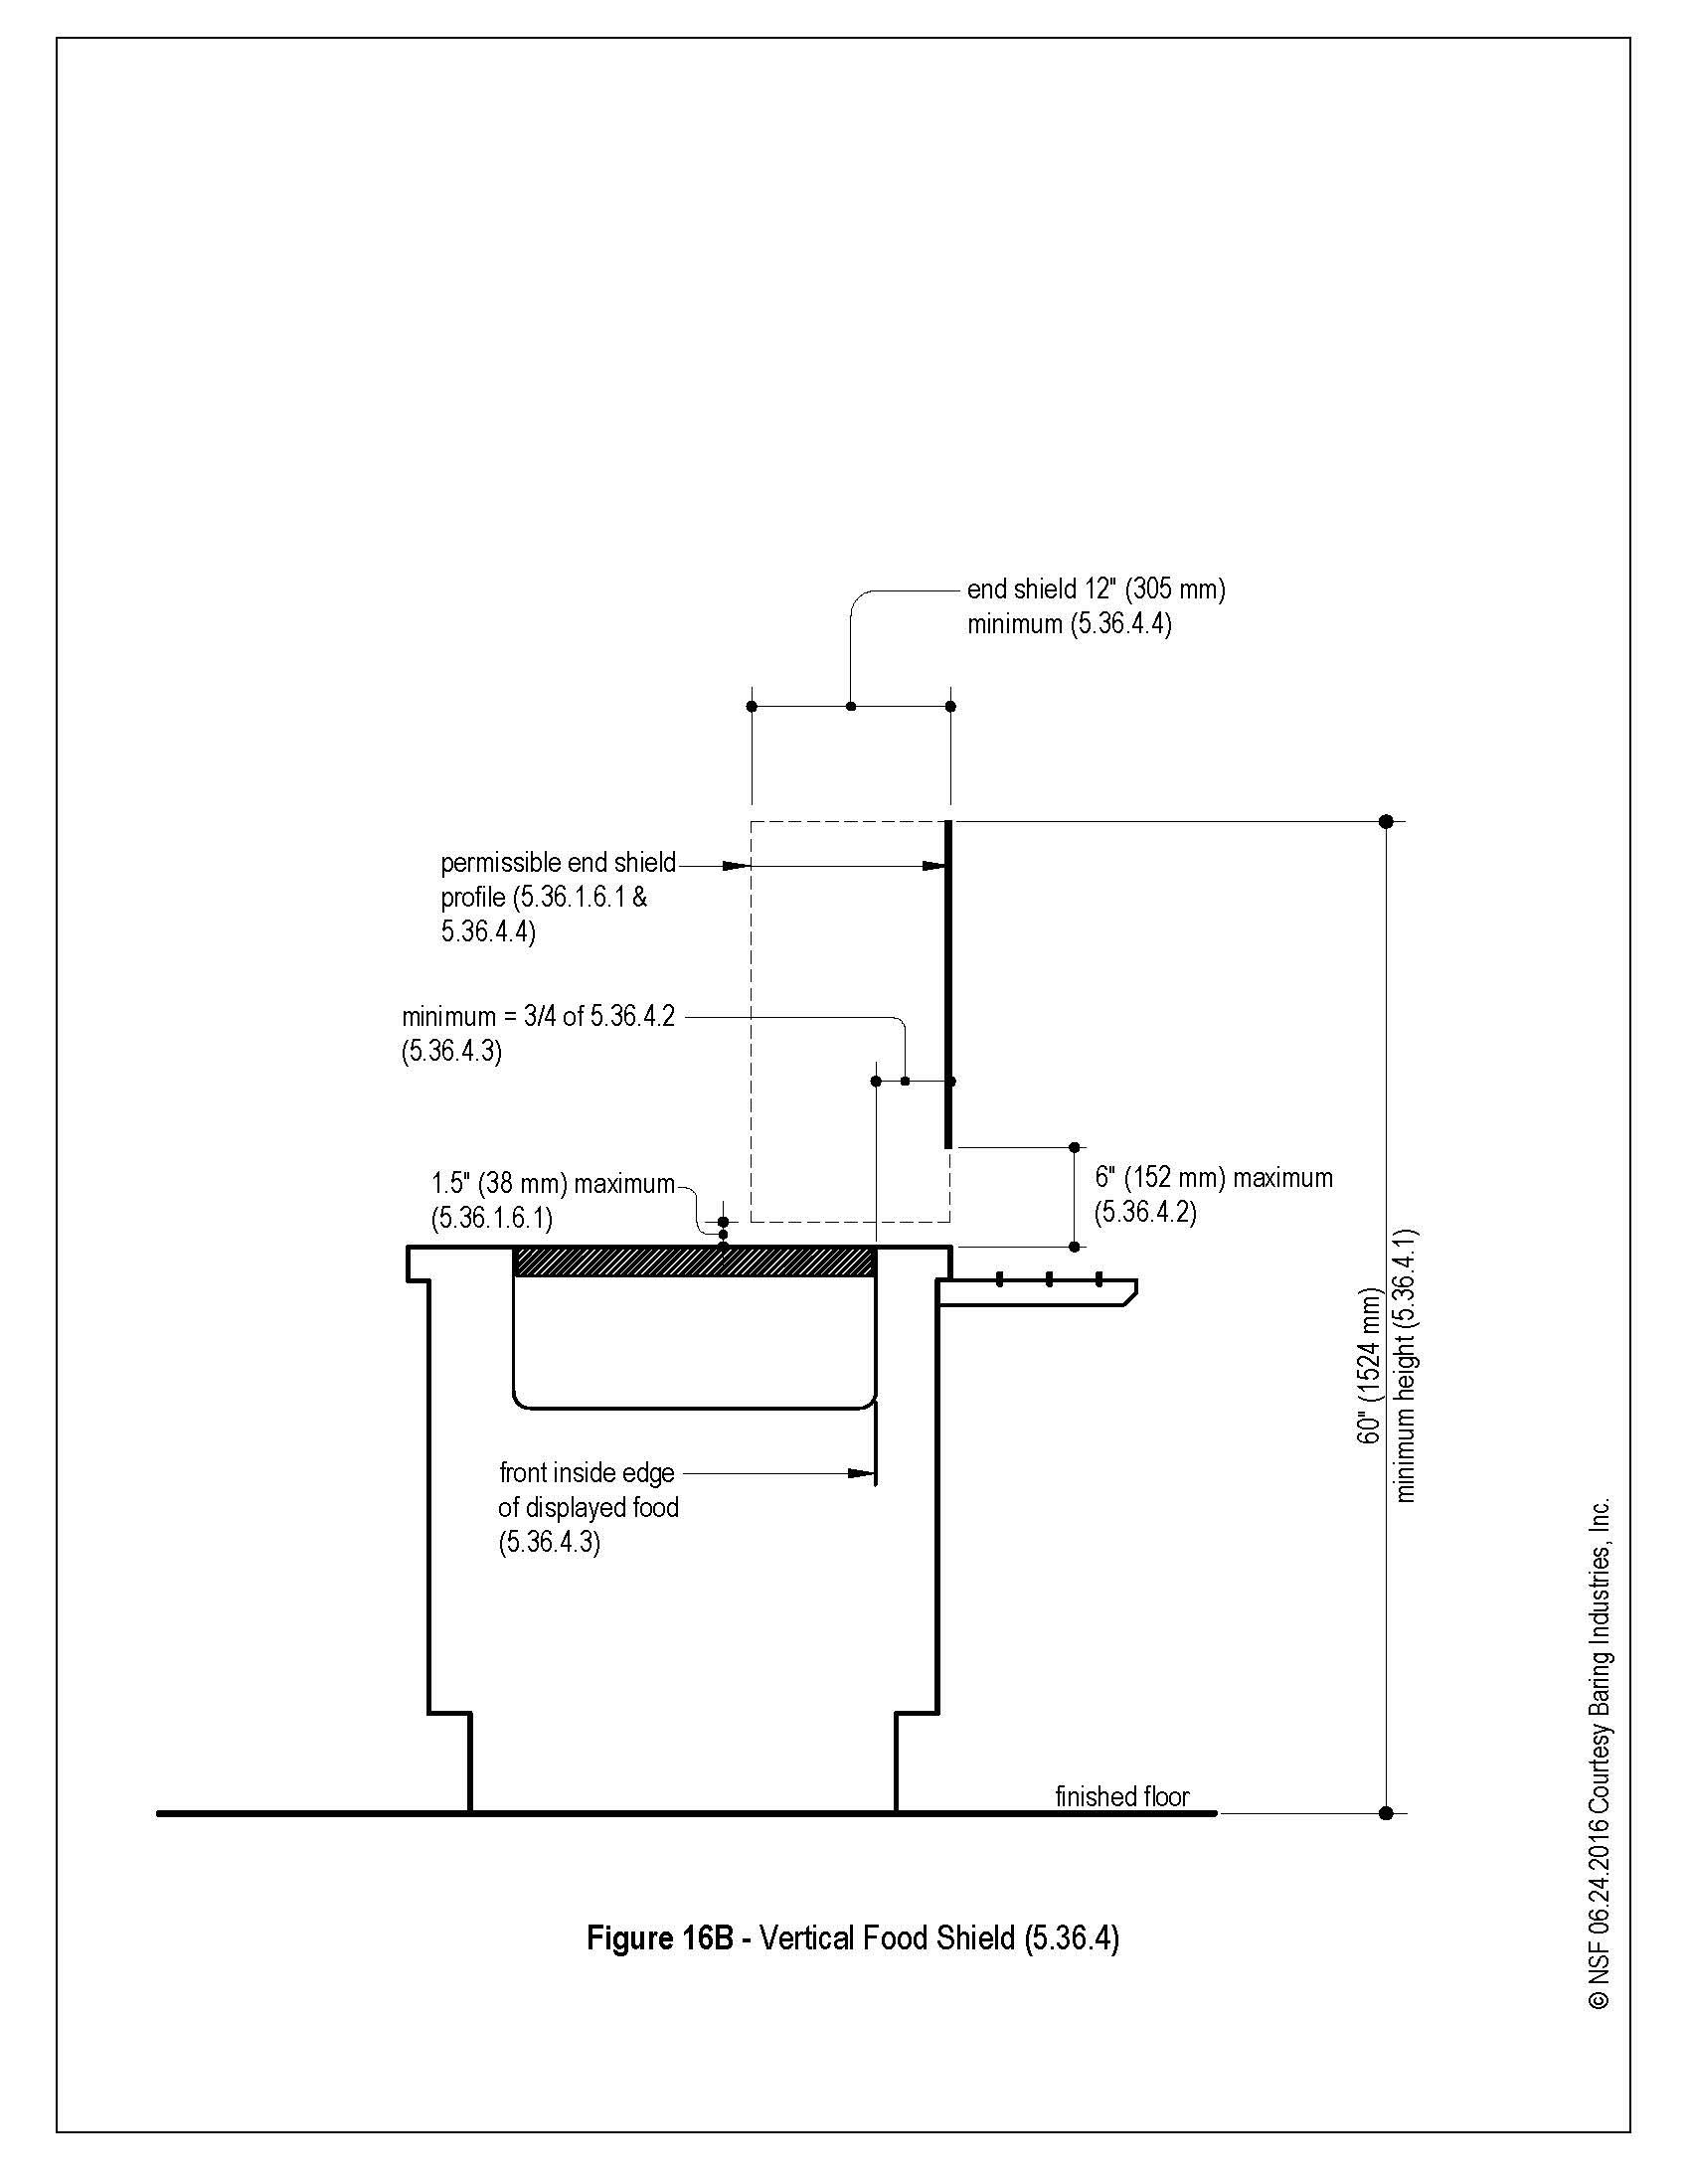 end shield 12" (305 mm)
minimum (5.36.4.4)
permissible end shield
profile (5.36.1.6.1 &
5.36.4.4)
minimum = 3/4 of 5.36.4.2
(5.36.4.3)
1.5" (38 mm) maximum
(5.36.1.6.1)
6" (152 mm) maximum
(5.36.4.2)
60" (1524 mm)
minimum height (5.36.4.1)
front inside edge
of displayed food
(5.36.4.3)
finished floor
Figure 16B - Vertical Food Shield (5.36.4)
© NSF 06.24.2016 Courtesy Baring Industries, Inc.